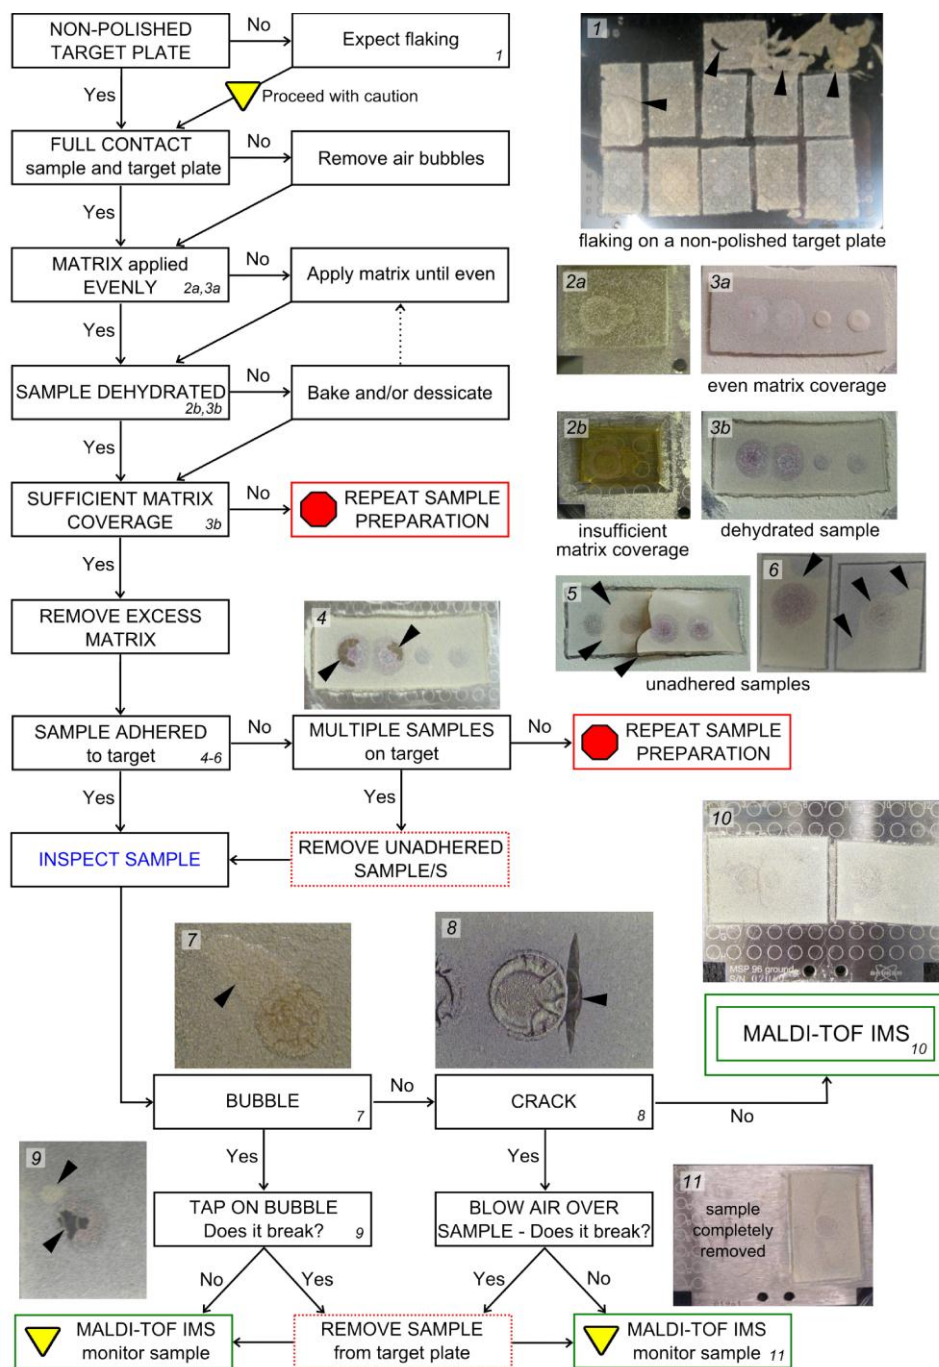 NON-POLISHED
TARGET PLATE
No
Expect flaking
1
Yes
Proceed with caution
FULL CONTACT
sample and target plate
No
Remove air bubbles
Yes
MATRIX applied
EVENLY
2a,3a
No
Apply matrix until even
Yes
SAMPLE DEHYDRATED
2b,3b
No
Bake and/or dessicate
Yes
SUFFICIENT MATRIX
COVERAGE
3b
No
REPEAT SAMPLE
PREPARATION
REMOVE EXCESS
MATRIX
SAMPLE ADHERED
to target
4-6
No
MULTIPLE SAMPLES
on target
No
REPEAT SAMPLE
PREPARATION
Yes
Yes
INSPECT SAMPLE
REMOVE UNADHERED
SAMPLE/S
1
flaking on a non-polished target plate
2a
3a
even matrix coverage
2b
3b
insufficient
matrix coverage
dehydrated sample
4
5
6
unadhered samples
7
8
10
MSP 96 ground
MALDI-TOF IMS
10
BUBBLE
7
No
CRACK
8
No
Yes
Yes
9
TAP ON BUBBLE
Does it break?
9
BLOW AIR OVER
SAMPLE - Does it break?
11
sample
completely
removed
No
Yes
Yes
No
MALDI-TOF IMS
monitor sample
REMOVE SAMPLE
from target plate
MALDI-TOF IMS
monitor sample
11